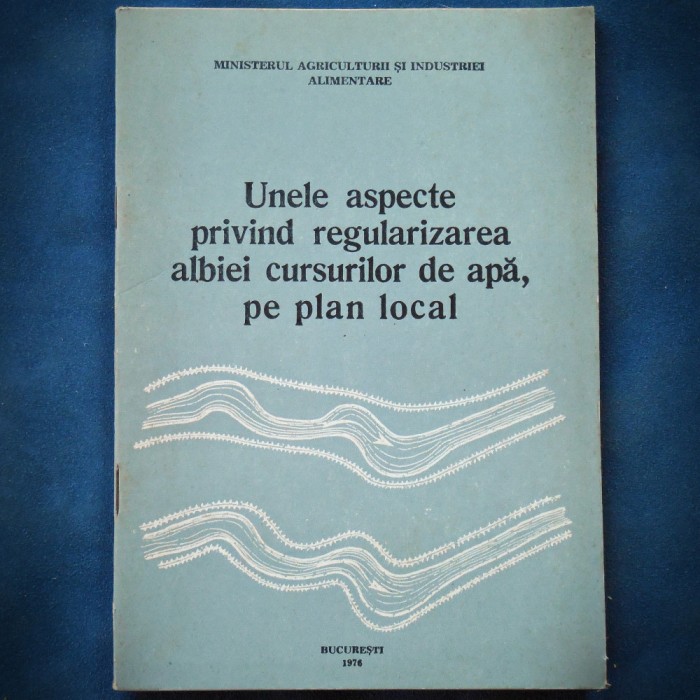 MINISTERUL AGRICULTURII ȘI INDUSTRIEI
ALIMENTARE
Unele aspecte
privind regularizarea
albiei cursurilor de apă,
pe plan local
BUCUREȘTI
1976